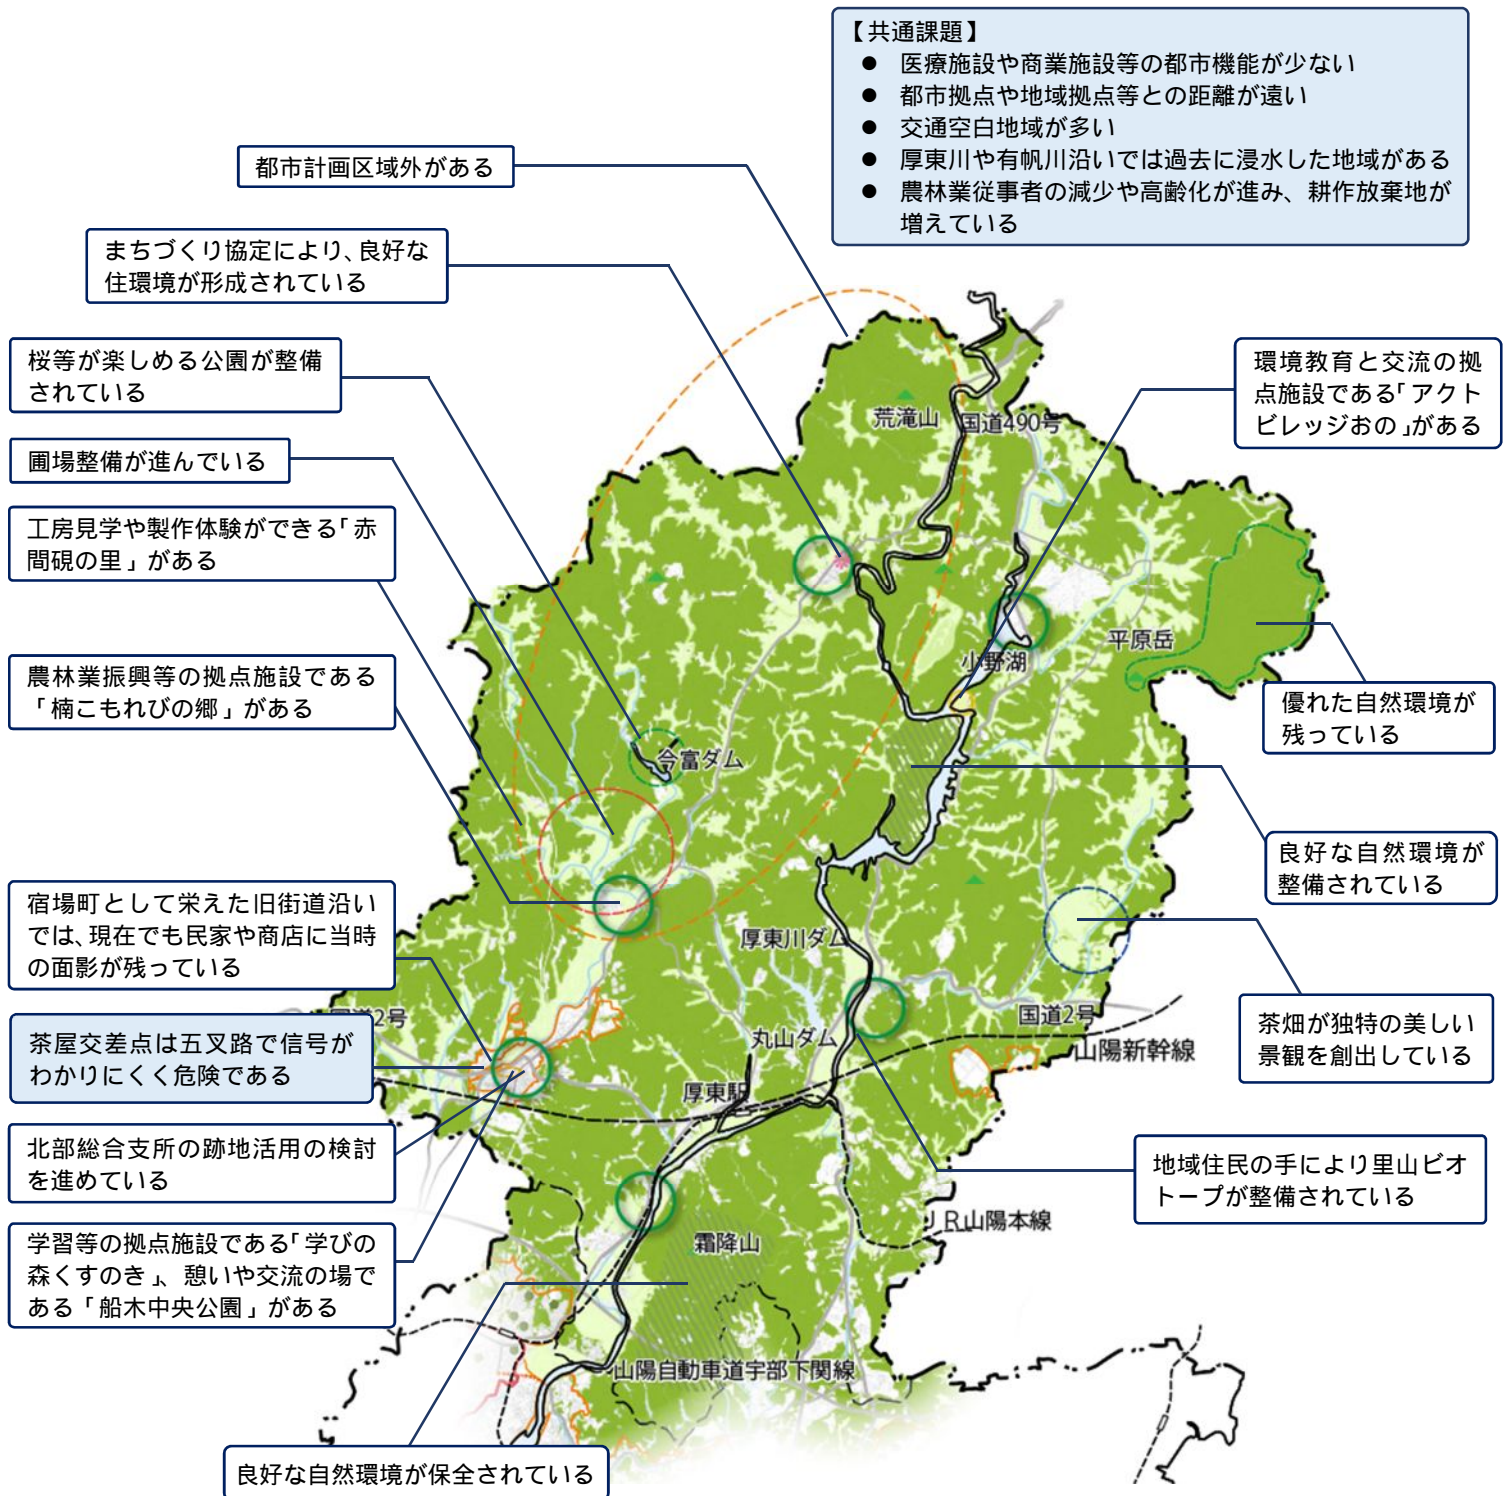 【共通課題】
● 医療施設や商業施設等の都市機能が少ない
● 都市拠点や地域拠点等との距離が遠い
● 交通空白地域が多い
● 厚東川や有帆川沿いでは過去に浸水した地域がある
● 農林業従事者の減少や高齢化が進み、耕作放棄地が
増えている
都市計画区域外がある
まちづくり協定により、良好な
住環境が形成されている
桜等が楽しめる公園が整備
されている
圃場整備が進んでいる
工房見学や製作体験ができる「赤
間硯の里」がある
農林業振興等の拠点施設である
「楠こもれびの郷」がある
宿場町として栄えた旧街道沿い
では、現在でも民家や商店に当時
の面影が残っている
茶屋交差点は五叉路で信号が
わかりにくく危険である
北部総合支所の跡地活用の検討
を進めている
学習等の拠点施設である「学びの
森くすのき」、憩いや交流の場で
ある「船木中央公園」がある
良好な自然環境が保全されている
環境教育と交流の拠
点施設である「アクト
ビレッジおの」がある
優れた自然環境が
残っている
良好な自然環境が
整備されている
茶畑が独特の美しい
景観を創出している
地域住民の手により里山ビオ
トープが整備されている
荒滝山
国道490号
平原岳
小野湖
今富ダム
厚東川ダム
国道2号
国道2号
丸山ダム
山陽新幹線
厚東駅
JR山陽本線
霜降山
山陽自動車道宇部下関線